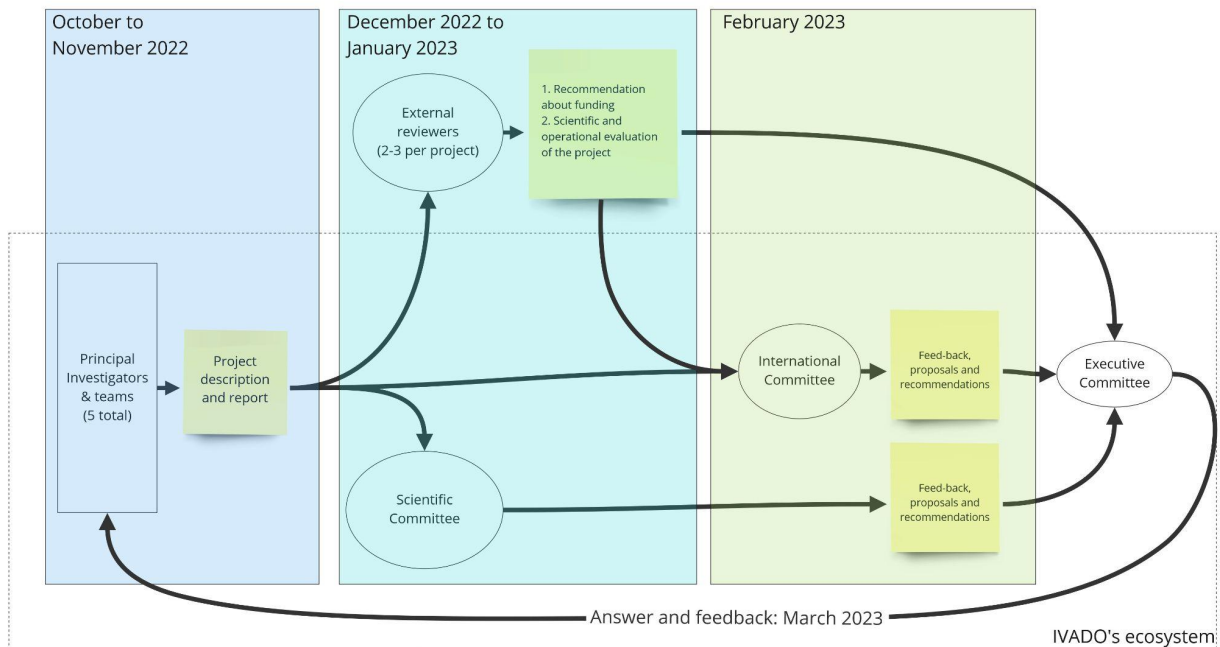 October to
November 2022
December 2022 to
January 2023
February 2023
External
reviewers
(2-3 per project)
1. Recommendation
about funding
2. Scientific and
operational evaluation
of the project
Principal
Investigators
& teams
(5 total)
Project
description
and report
International
Committee
Feed-back,
proposals and
recommendations
Executive
Committee
Scientific
Committee
Feed-back,
proposals and
recommendations
Answer and feedback: March 2023
IVADO's ecosystem